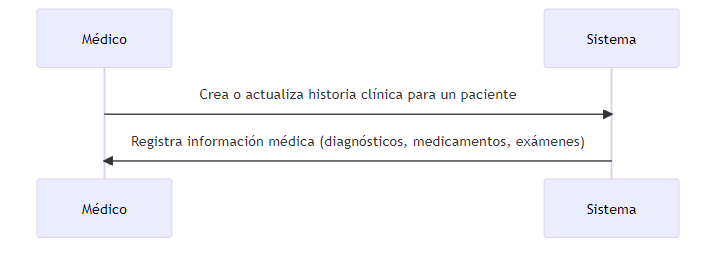 Médico Sistema
Crea o actualiza historia clínica para un paciente
Registra información médica (diagnósticos, medicamentos, exámenes)
Médico Sistema